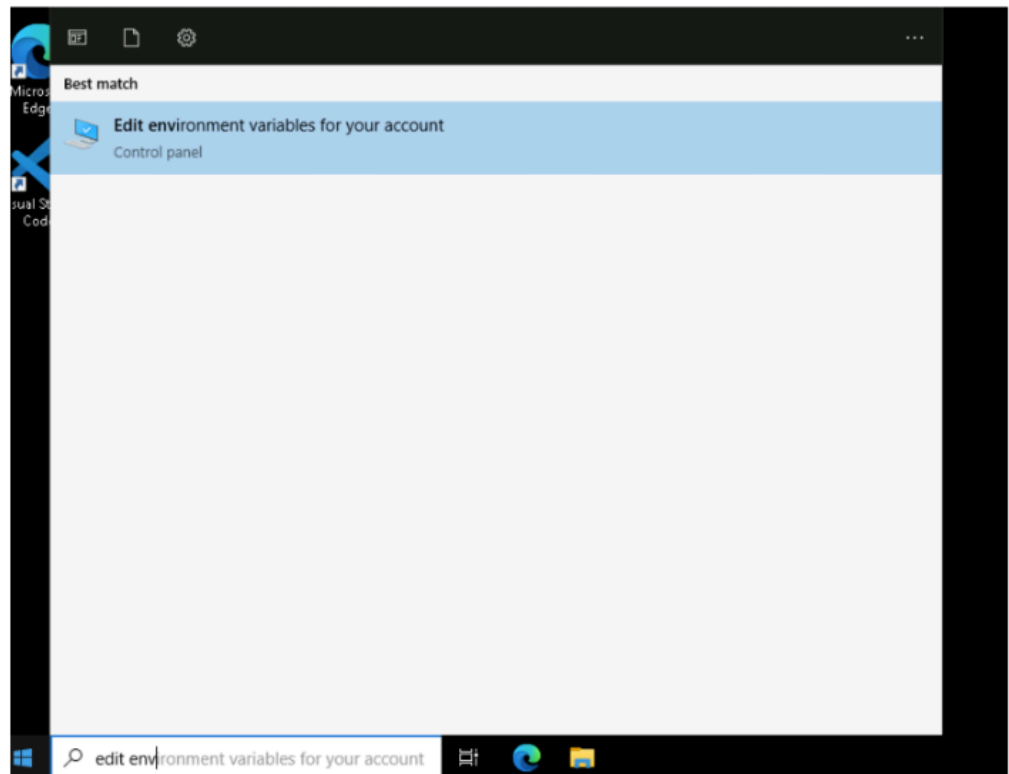 Best match
Edit environment variables for your account
Control panel
Micros
Edge
sual St
Cod
edit environment variables for your account